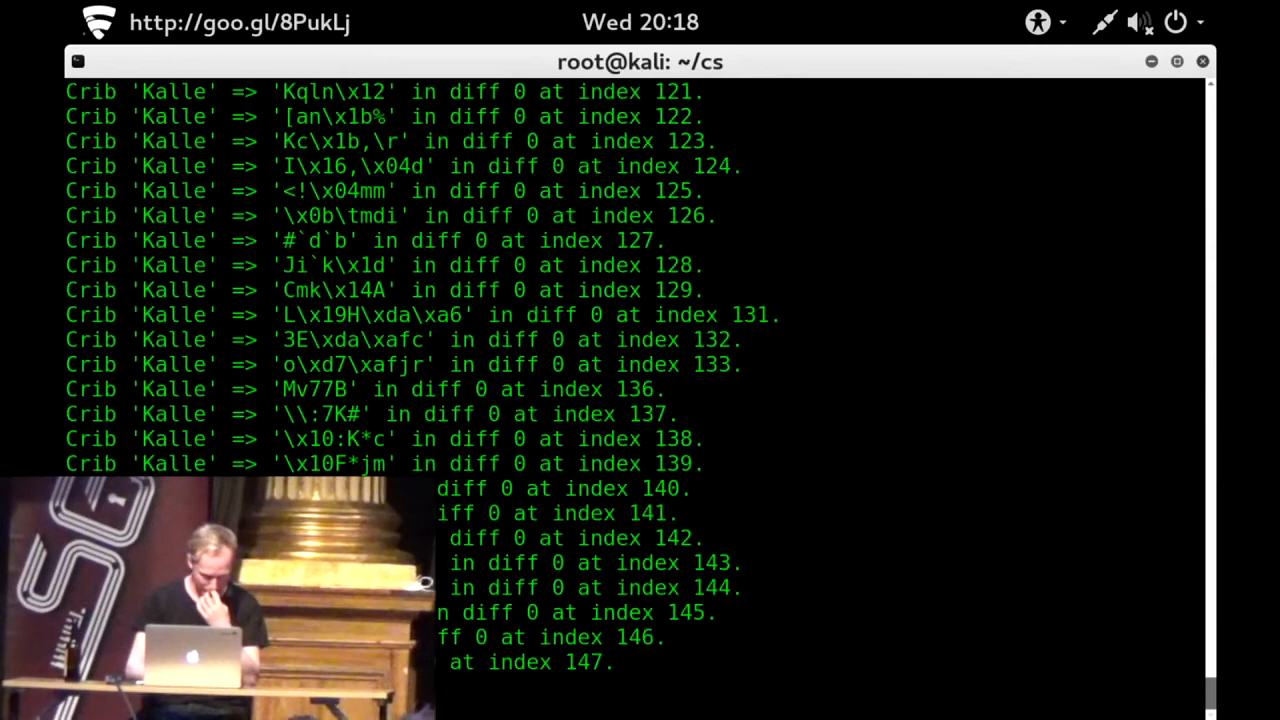 http://goo.gl/8PukLj
Wed 20:18
root@kali: ~/cs
Crib 'Kalle' => 'Kqln\x12' in diff 0 at index 121.
Crib 'Kalle' => '[an\x1b%' in diff 0 at index 122.
Crib 'Kalle' => 'Kc\x1b,\r' in diff 0 at index 123.
Crib 'Kalle' => 'I\x16,\x04d' in diff 0 at index 124.
Crib 'Kalle' => '<!\x04mm' in diff 0 at index 125.
Crib 'Kalle' => '\x0b\tmdi' in diff 0 at index 126.
Crib 'Kalle' => '#`d`b' in diff 0 at index 127.
Crib 'Kalle' => 'Ji`k\x1d' in diff 0 at index 128.
Crib 'Kalle' => 'Cmk\x14A' in diff 0 at index 129.
Crib 'Kalle' => 'L\x19H\xda\xa6' in diff 0 at index 131.
Crib 'Kalle' => '3E\xda\xafc' in diff 0 at index 132.
Crib 'Kalle' => 'o\xd7\xafjr' in diff 0 at index 133.
Crib 'Kalle' => 'Mv77B' in diff 0 at index 136.
Crib 'Kalle' => '\\:7K#' in diff 0 at index 137.
Crib 'Kalle' => '\x10:K*c' in diff 0 at index 138.
Crib 'Kalle' => '\x10F*jm' in diff 0 at index 139.
diff 0 at index 140.
iff 0 at index 141.
diff 0 at index 142.
in diff 0 at index 143.
in diff 0 at index 144.
n diff 0 at index 145.
ff 0 at index 146.
at index 147.